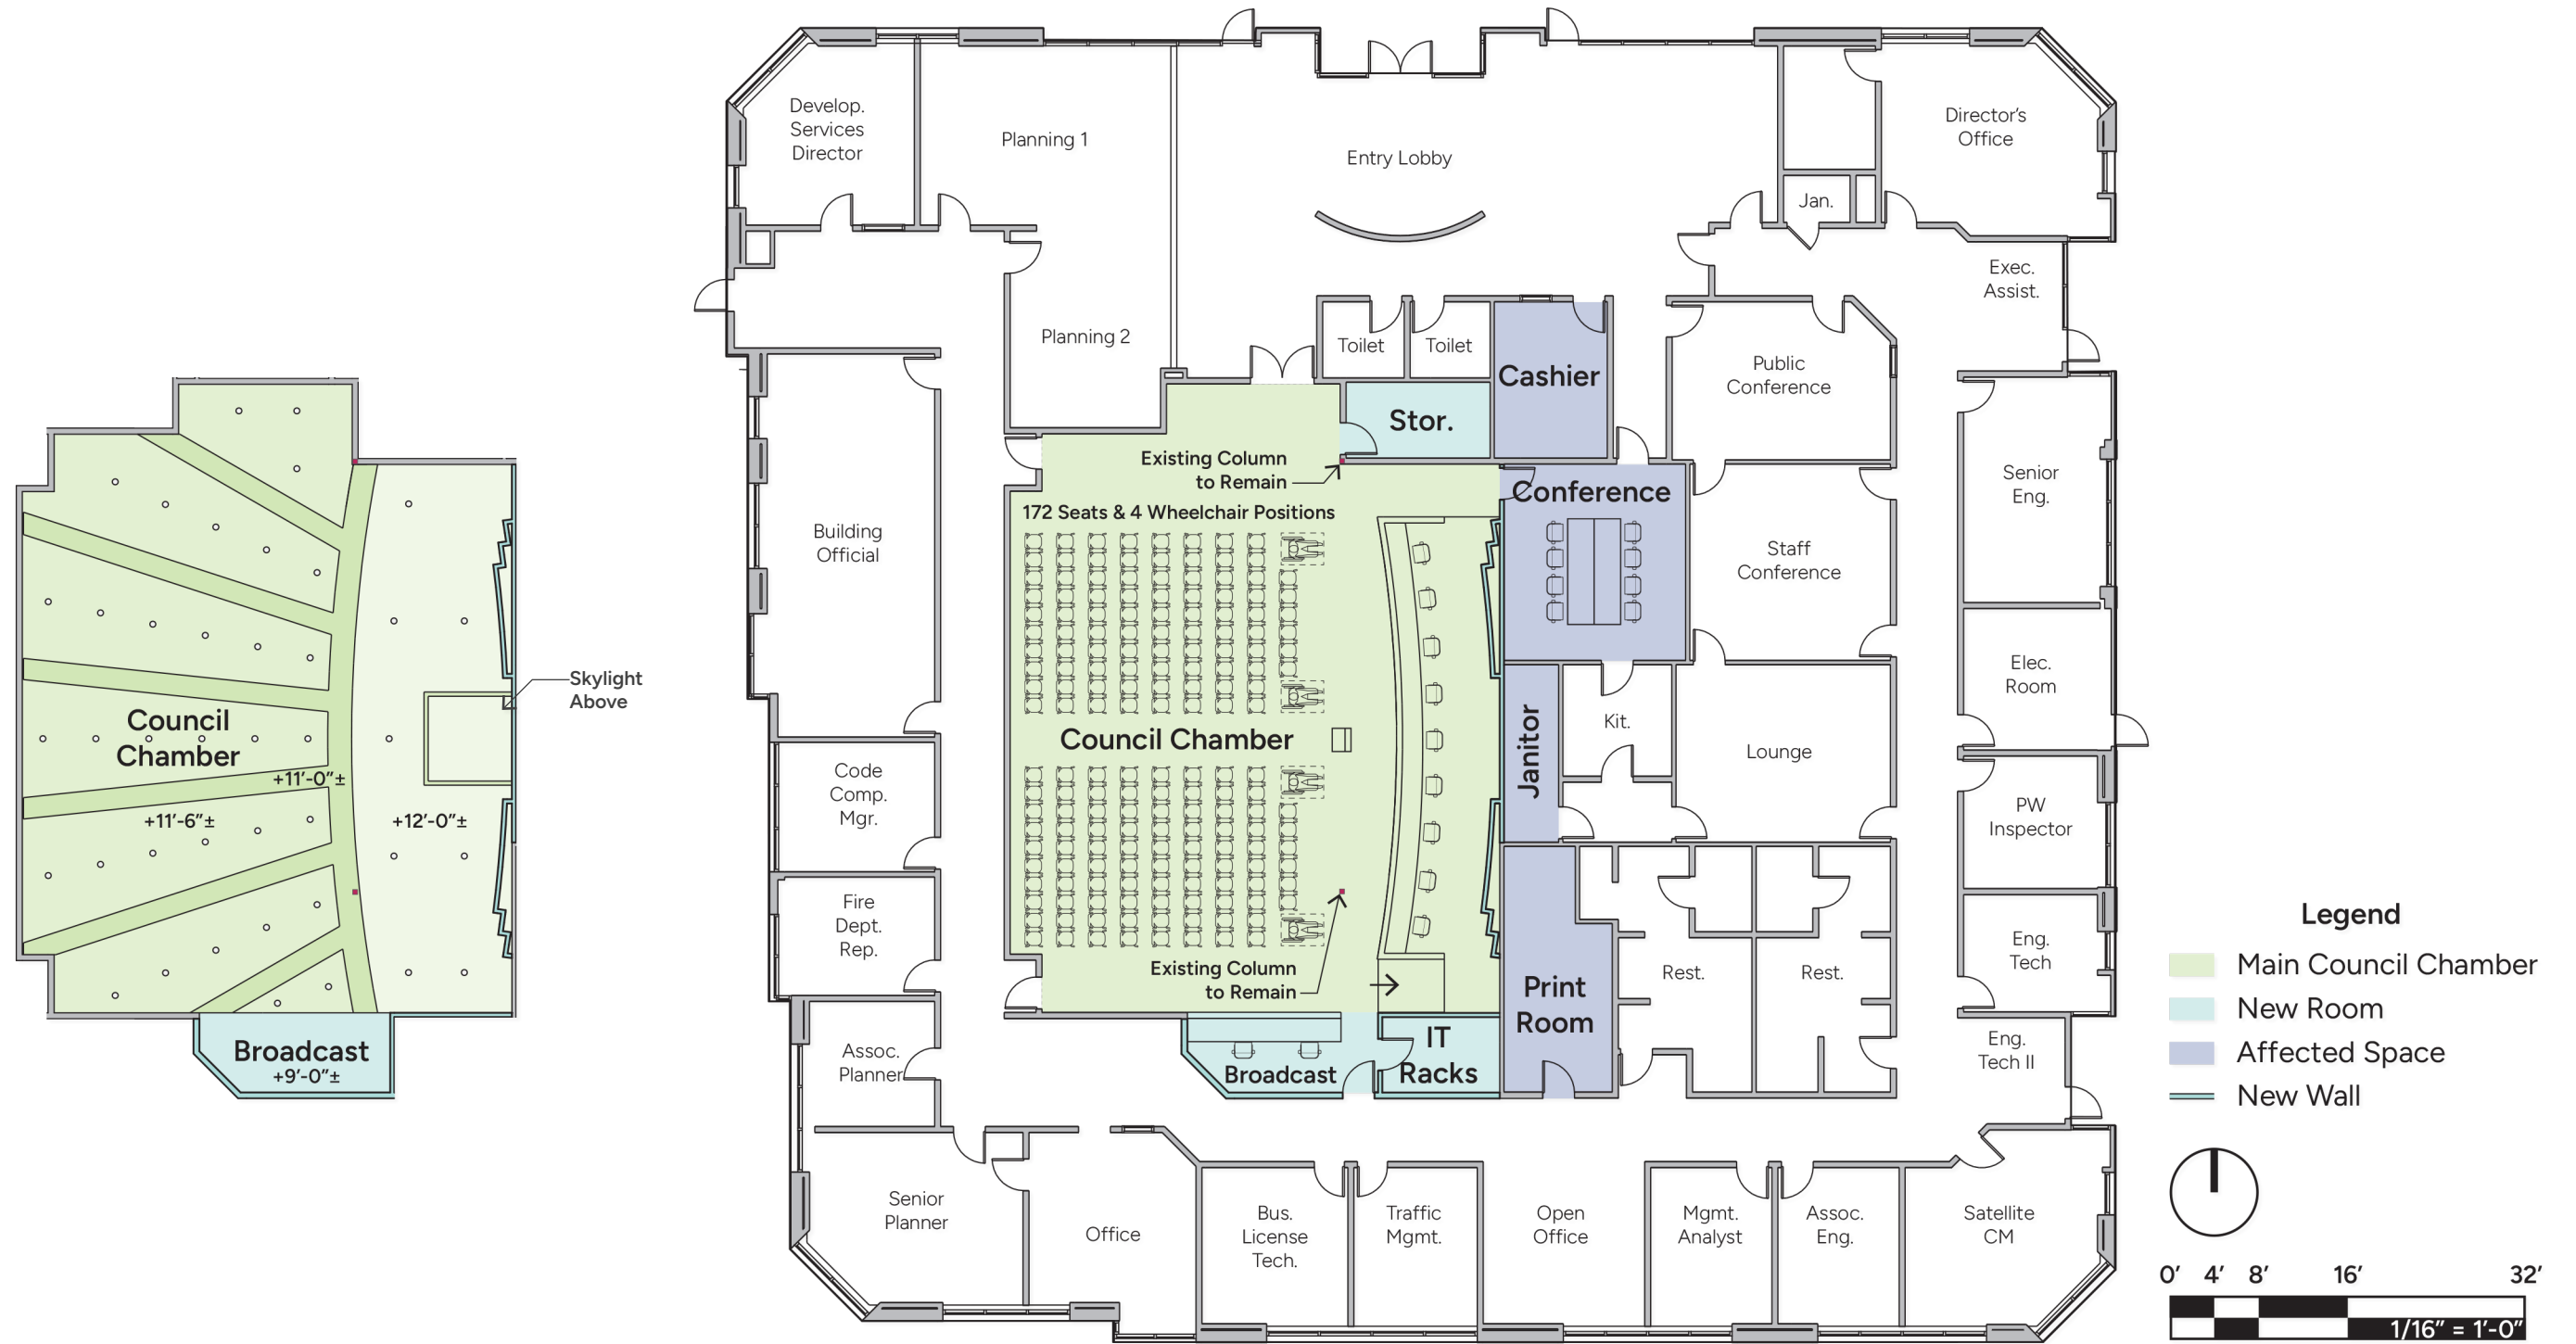 Develop.
Services
Director
Planning 1
Entry Lobby
Director’s
Office
Jan.
Exec.
Assist.
Planning 2
Toilet
Toilet
Cashier
Public
Conference
Stor.
Existing Column
to Remain
Conference
172 Seats & 4 Wheelchair Positions
Senior
Eng.
Building
Official
Staff
Conference
Skylight
Above
Council
Chamber
+11’-0”±
+11’-6”±
+12’-0”±
Broadcast
+9’-0”±
Council Chamber
Janitor
Kit.
Lounge
Elec.
Room
Code
Comp.
Mgr.
PW
Inspector
Fire
Dept.
Rep.
Existing Column
to Remain
Print
Room
Rest.
Rest.
Eng.
Tech
Assoc.
Planner
Broadcast
IT
Racks
Eng.
Tech II
Senior
Planner
Office
Bus.
License
Tech.
Traffic
Mgmt.
Open
Office
Mgmt.
Analyst
Assoc.
Eng.
Satellite
CM
Legend
Main Council Chamber
New Room
Affected Space
New Wall
0’ 4’ 8’ 16’ 32’
1/16” = 1’-0”